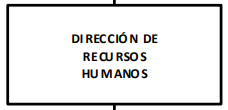 DIRECCIÓN DE
RECURSOS
HUMANOS